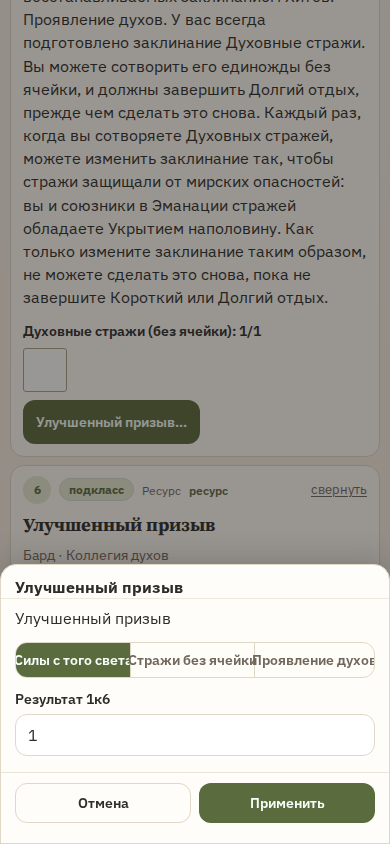 Проявление духов. У вас всегда
подготовлено заклинание Духовные стражи.
Вы можете сотворить его единожды без
ячейки, и должны завершить Долгий отдых,
прежде чем сделать это снова. Каждый раз,
когда вы сотворяете Духовных стражей,
можете изменить заклинание так, чтобы
стражи защищали от мирских опасностей:
вы и союзники в Эманации стражей
обладаете Укрытием наполовину. Как
только измените заклинание таким образом,
не можете сделать это снова, пока не
завершите Короткий или Долгий отдых.
Духовные стражи (без ячейки): 1/1
Улучшенный призыв...
6 подкласс Ресурс ресурс свернуть
Улучшенный призыв
Бард · Коллегия духов
Улучшенный призыв
Улучшенный призыв
Силы с того света Стражи без ячейки Проявление духов
Результат 1к6
1
Отмена Применить